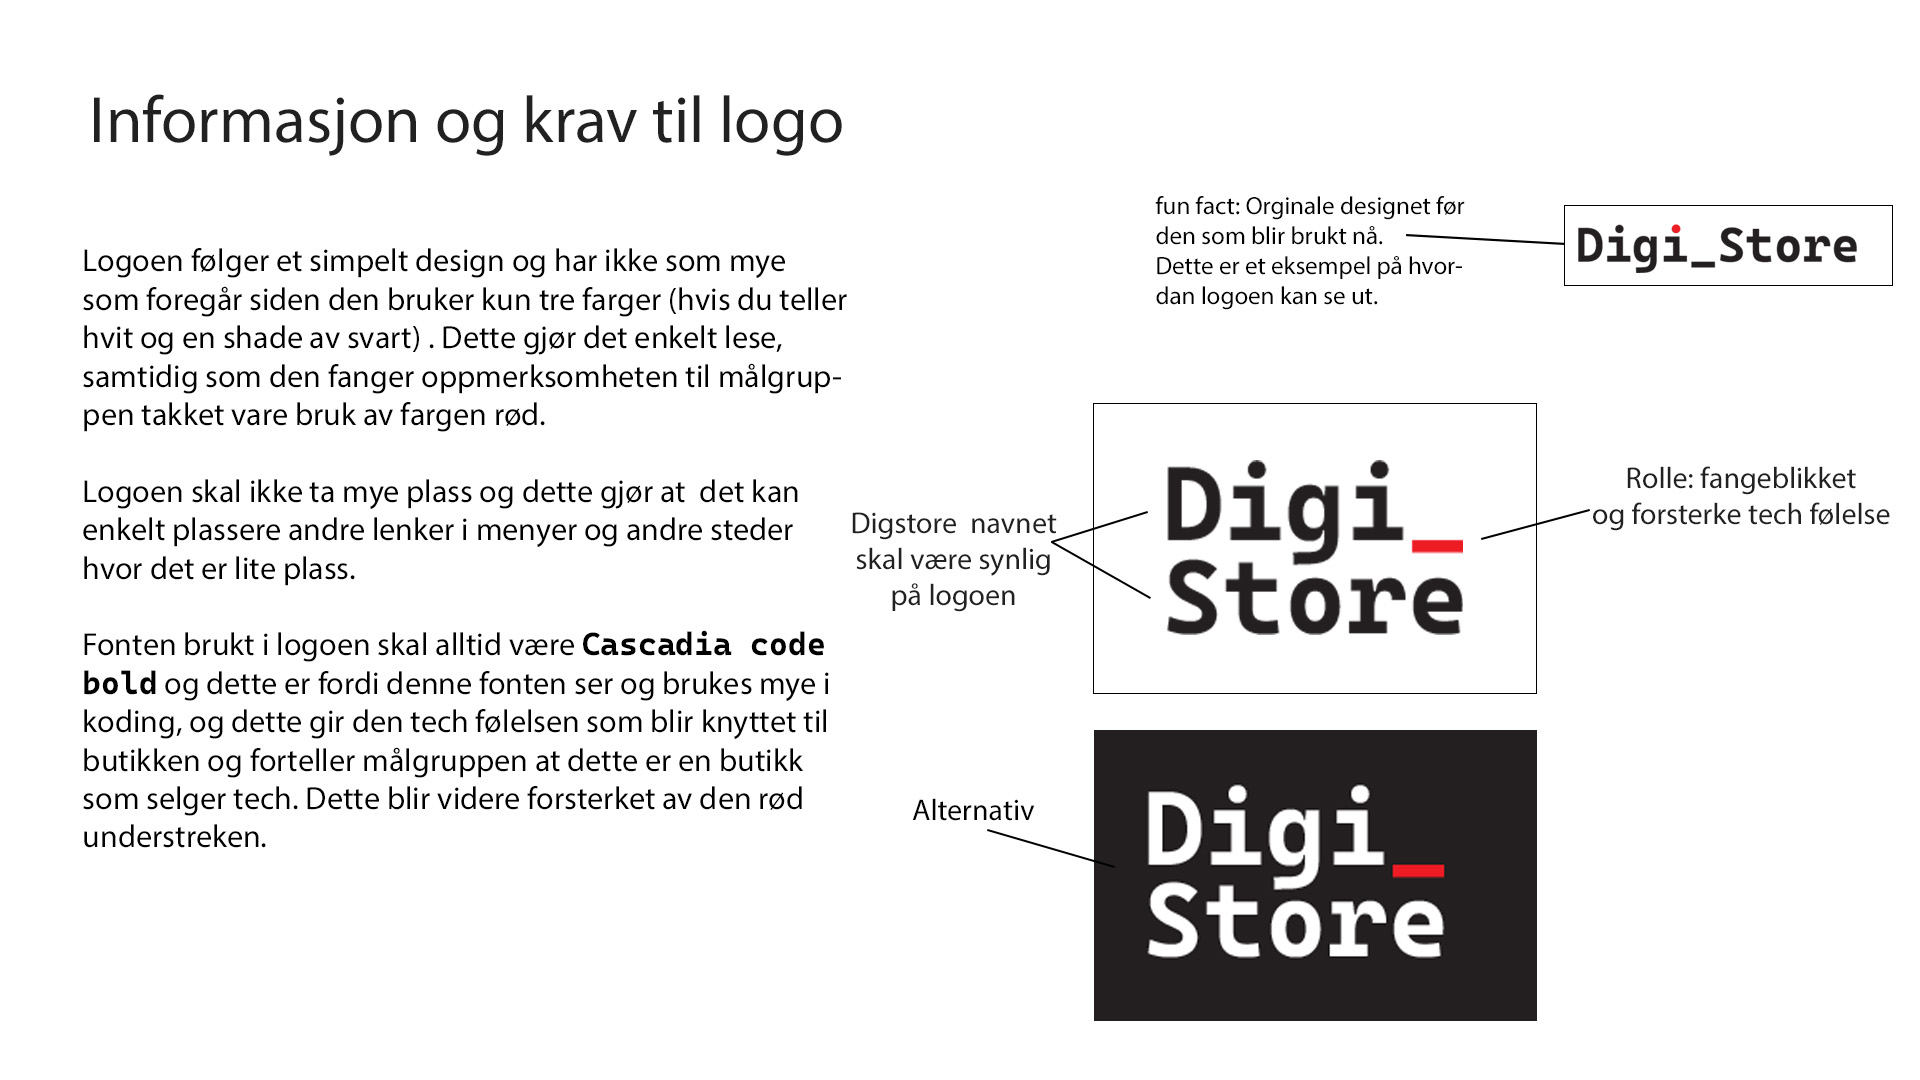 Informasjon og krav til logo
Logoen følger et simpelt design og har ikke som mye
som foregår siden den bruker kun tre farger (hvis du teller
hvit og en shade av svart) . Dette gjør det enkelt lese,
samtidig som den fanger oppmerksomheten til målgrup-
pen takket vare bruk av fargen rød.
Logoen skal ikke ta mye plass og dette gjør at  det kan
enkelt plassere andre lenker i menyer og andre steder
hvor det er lite plass.
Fonten brukt i logoen skal alltid være Cascadia code
bold og dette er fordi denne fonten ser og brukes mye i
koding, og dette gir den tech følelsen som blir knyttet til
butikken og forteller målgruppen at dette er en butikk
som selger tech. Dette blir videre forsterket av den rød
understreken.
fun fact: Orginale designet før
den som blir brukt nå.
Dette er et eksempel på hvor-
dan logoen kan se ut.
Digi_Store
Digstore  navnet
skal være synlig
på logoen
Digi_
Store
Rolle: fangeblikket
og forsterke tech følelse
Alternativ
Digi_
Store